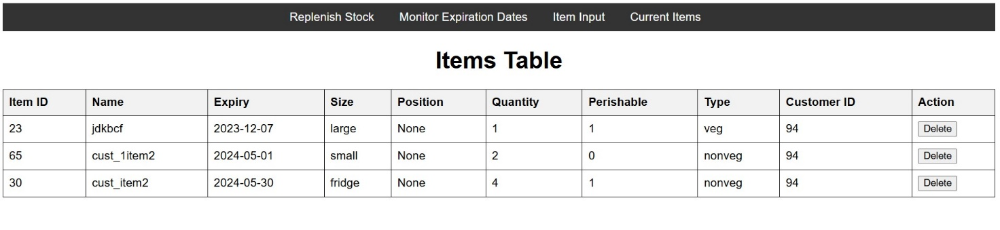 Replenish Stock Monitor Expiration Dates Item Input Current Items
Items Table
Item ID Name Expiry Size Position Quantity Perishable Type Customer ID Action
23 jdkbcf 2023-12-07 large None 1 1 veg 94 Delete
65 cust_1item2 2024-05-01 small None 2 0 nonveg 94 Delete
30 cust_item2 2024-05-30 fridge None 4 1 nonveg 94 Delete